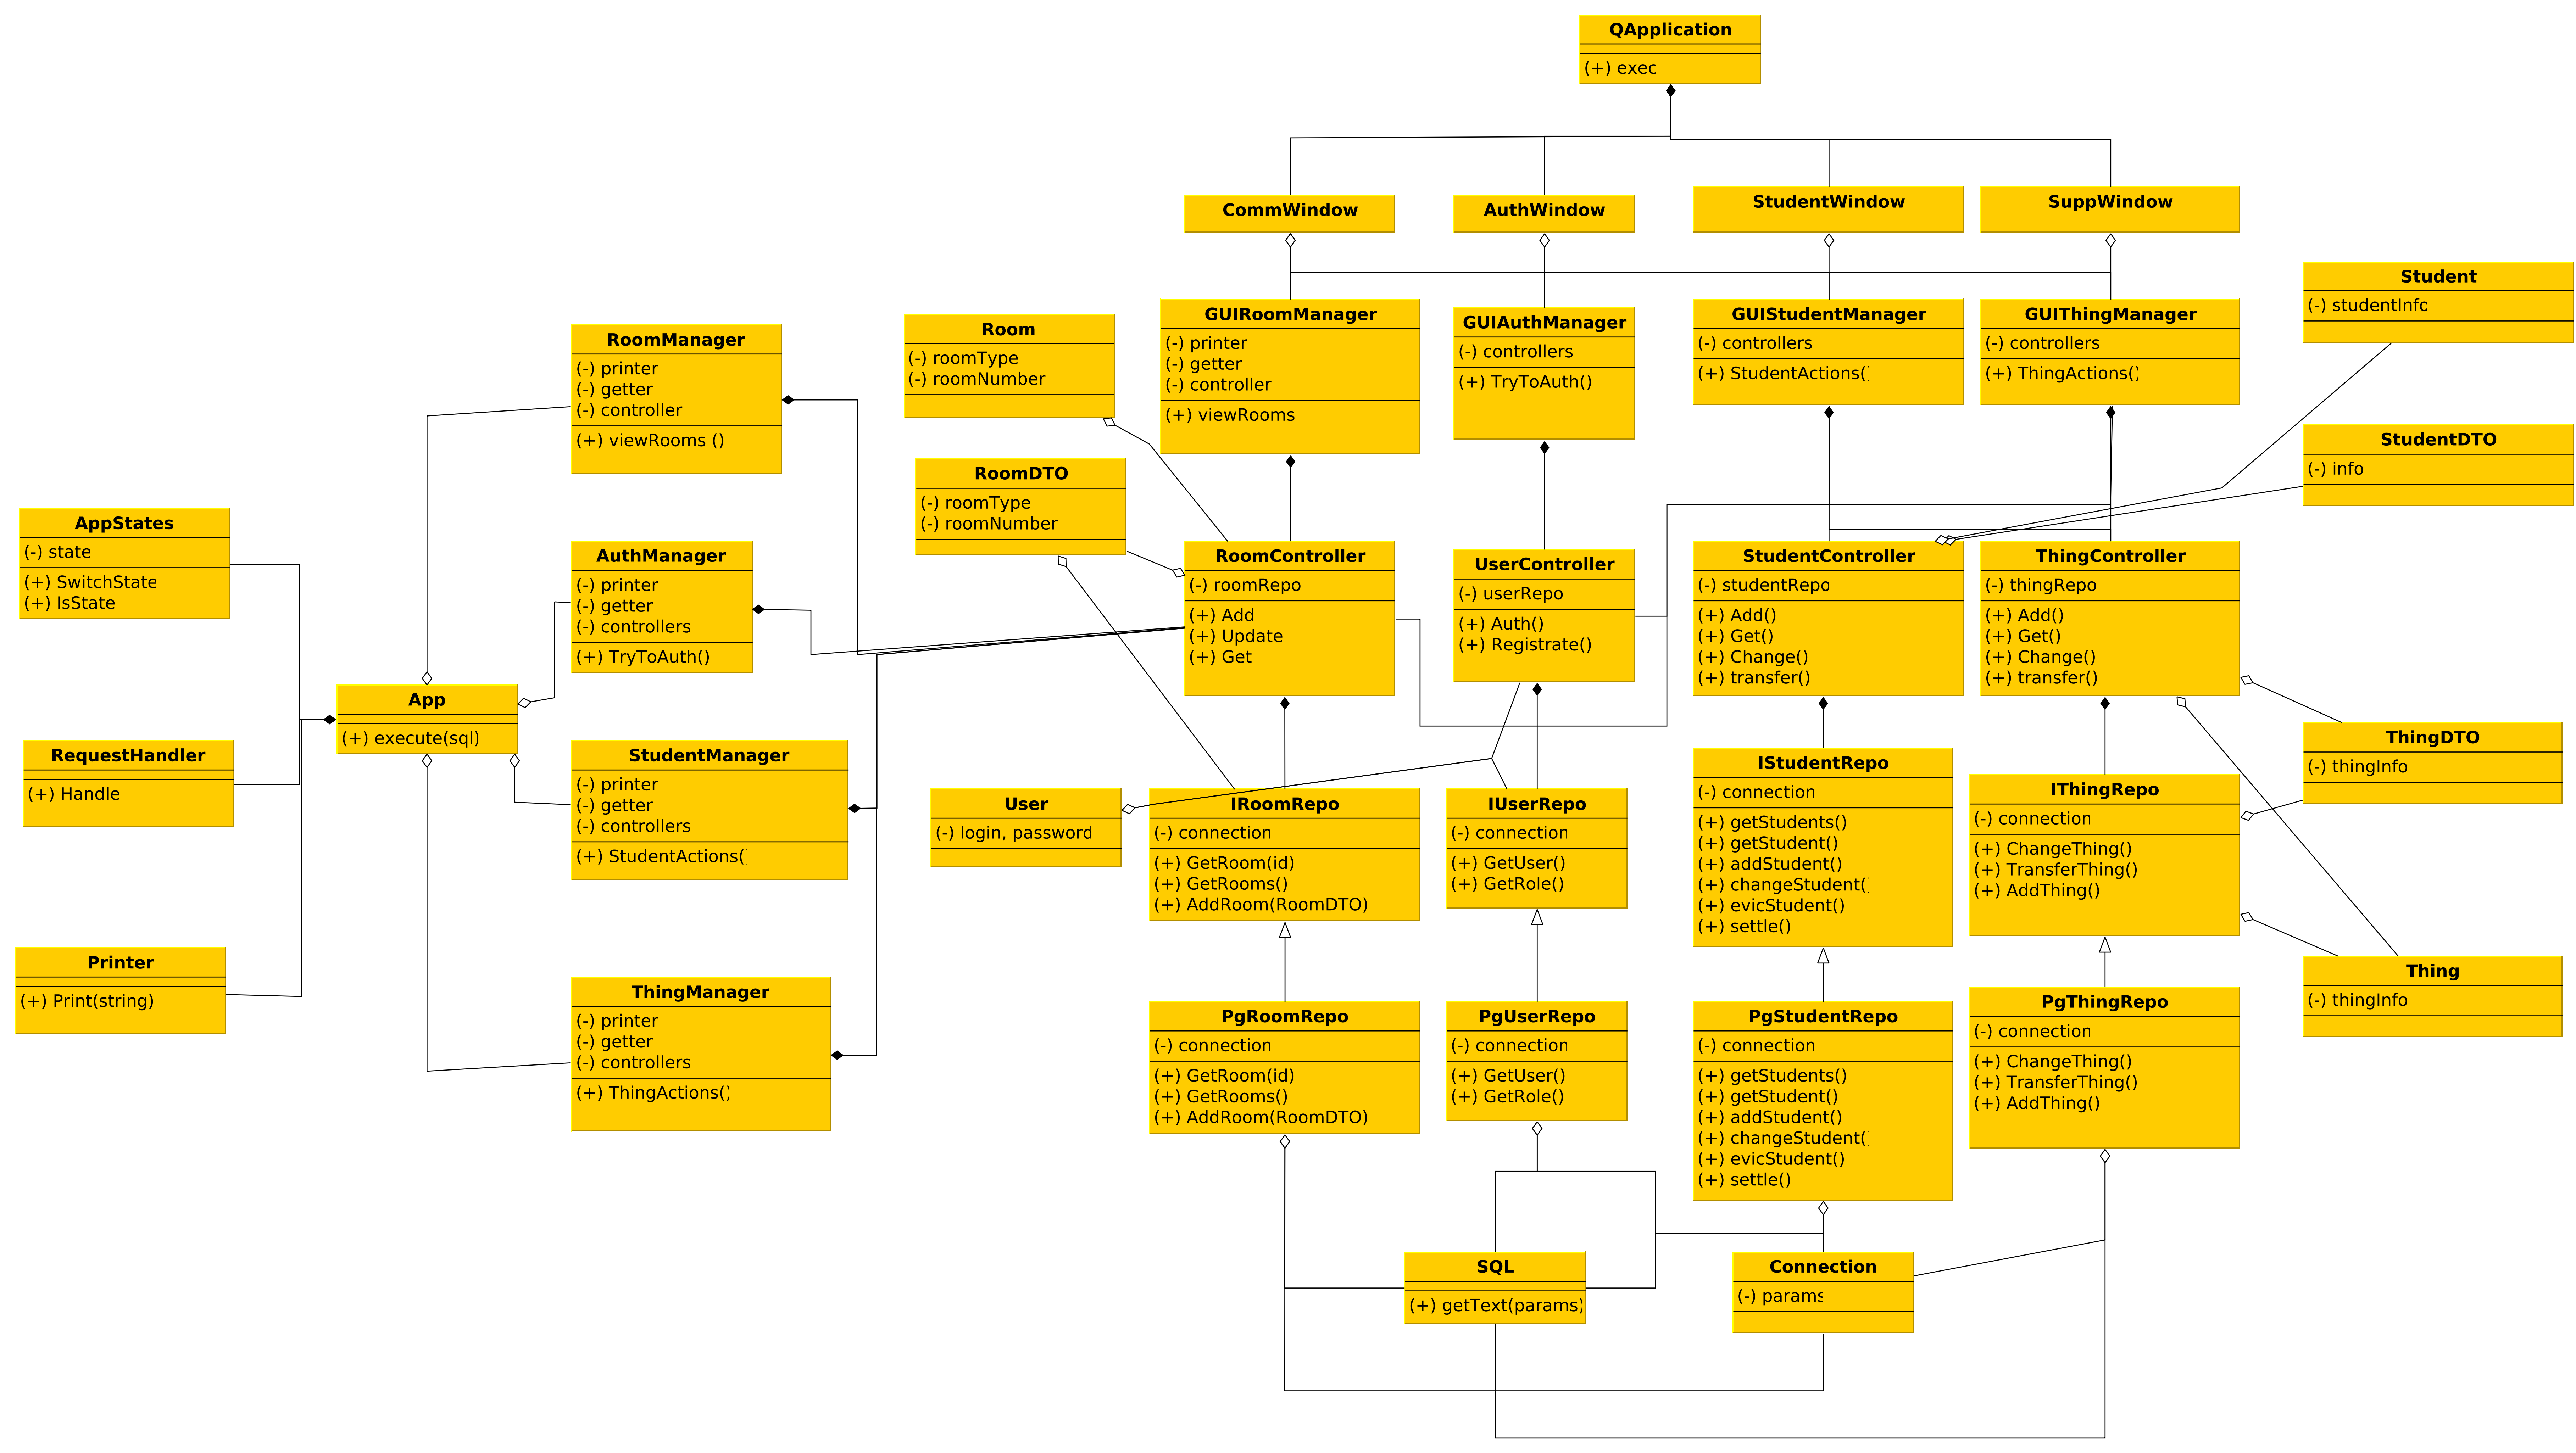 QApplication
(+) exec
CommWindow
AuthWindow
StudentWindow
SuppWindow
Student
(-) studentInfo
GUIRoomManager
(-) printer
(-) getter
(-) controller
(+) viewRooms
GUIAuthManager
(-) controllers
(+) TryToAuth()
GUIStudentManager
(-) controllers
(+) StudentActions(
GUIThingManager
(-) controllers
(+) ThingActions()
Room
(-) roomType
(-) roomNumber
RoomManager
(-) printer
(-) getter
(-) controller
(+) viewRooms ()
StudentDTO
(-) info
RoomDTO
(-) roomType
(-) roomNumber
AppStates
(-) state
(+) SwitchState
(+) IsState
AuthManager
(-) printer
(-) getter
(-) controllers
(+) TryToAuth()
RoomController
(-) roomRepo
(+) Add
(+) Update
(+) Get
UserController
(-) userRepo
(+) Auth()
(+) Registrate()
StudentController
(-) studentRepo
(+) Add()
(+) Get()
(+) Change()
(+) transfer()
ThingController
(-) thingRepo
(+) Add()
(+) Get()
(+) Change()
(+) transfer()
App
(+) execute(sql)
RequestHandler
(+) Handle
StudentManager
(-) printer
(-) getter
(-) controllers
(+) StudentActions(
ThingDTO
(-) thingInfo
User
(-) login, password
IRoomRepo
(-) connection
(+) GetRoom(id)
(+) GetRooms()
(+) AddRoom(RoomDTO)
IUserRepo
(-) connection
(+) GetUser()
(+) GetRole()
IStudentRepo
(-) connection
(+) getStudents()
(+) getStudent()
(+) addStudent()
(+) changeStudent(
(+) evicStudent()
(+) settle()
IThingRepo
(-) connection
(+) ChangeThing()
(+) TransferThing()
(+) AddThing()
Printer
(+) Print(string)
ThingManager
(-) printer
(-) getter
(-) controllers
(+) ThingActions()
Thing
(-) thingInfo
PgRoomRepo
(-) connection
(+) GetRoom(id)
(+) GetRooms()
(+) AddRoom(RoomDTO)
PgUserRepo
(-) connection
(+) GetUser()
(+) GetRole()
PgStudentRepo
(-) connection
(+) getStudents()
(+) getStudent()
(+) addStudent()
(+) changeStudent(
(+) evicStudent()
(+) settle()
PgThingRepo
(-) connection
(+) ChangeThing()
(+) TransferThing()
(+) AddThing()
SQL
(+) getText(params)
Connection
(-) params